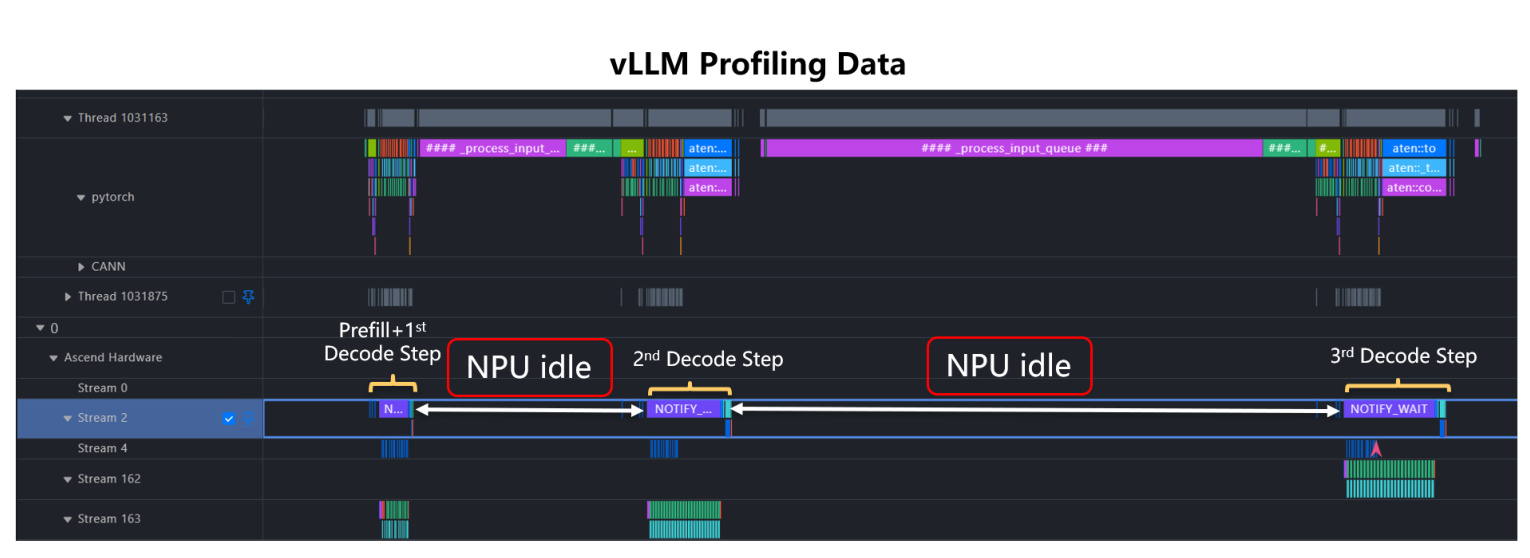 vLLM Profiling Data
Thread 1031163
#### _process_input_... ###... ... aten:... #### _process_input_queue ### ###... #... aten::to
aten:... aten::_t...
pytorch
aten:... aten::co...
CANN
Thread 1031875
0
Prefill+1st
Decode Step
NPU idle
2nd Decode Step
NPU idle
3rd Decode Step
Ascend Hardware
Stream 0
Stream 2 N... NOTIFY_... NOTIFY_WAIT
Stream 4
Stream 162
Stream 163